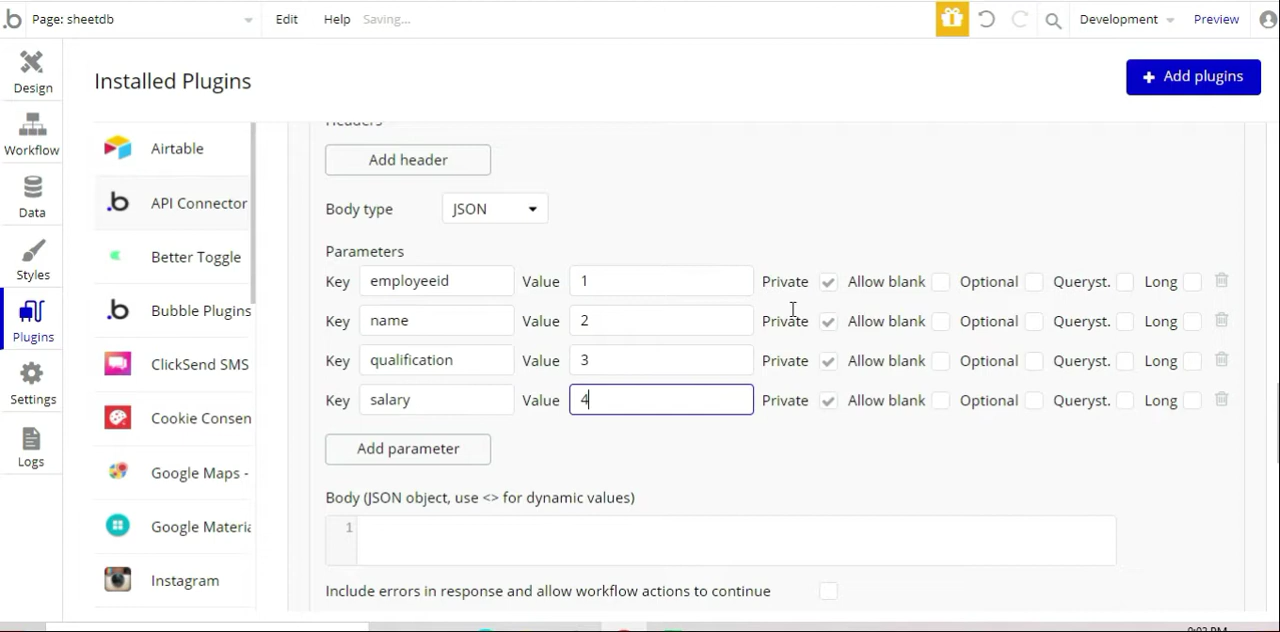 .b Page: sheetdb Edit Help Saving... Development Preview
Design
Workflow
Data
Styles
Plugins
Settings
Logs
Installed Plugins
+ Add plugins
Airtable
.b API Connector
Better Toggle
.b Bubble Plugins
ClickSend SMS
Cookie Consen
Google Maps -
Google Materi
Instagram
Headers
Add header
Body type JSON
Parameters
Key employeeid Value 1 Private Allow blank Optional Queryst. Long
Key name Value 2 Private Allow blank Optional Queryst. Long
Key qualification Value 3 Private Allow blank Optional Queryst. Long
Key salary Value 4 Private Allow blank Optional Queryst. Long
Add parameter
Body (JSON object, use <> for dynamic values)
1
Include errors in response and allow workflow actions to continue